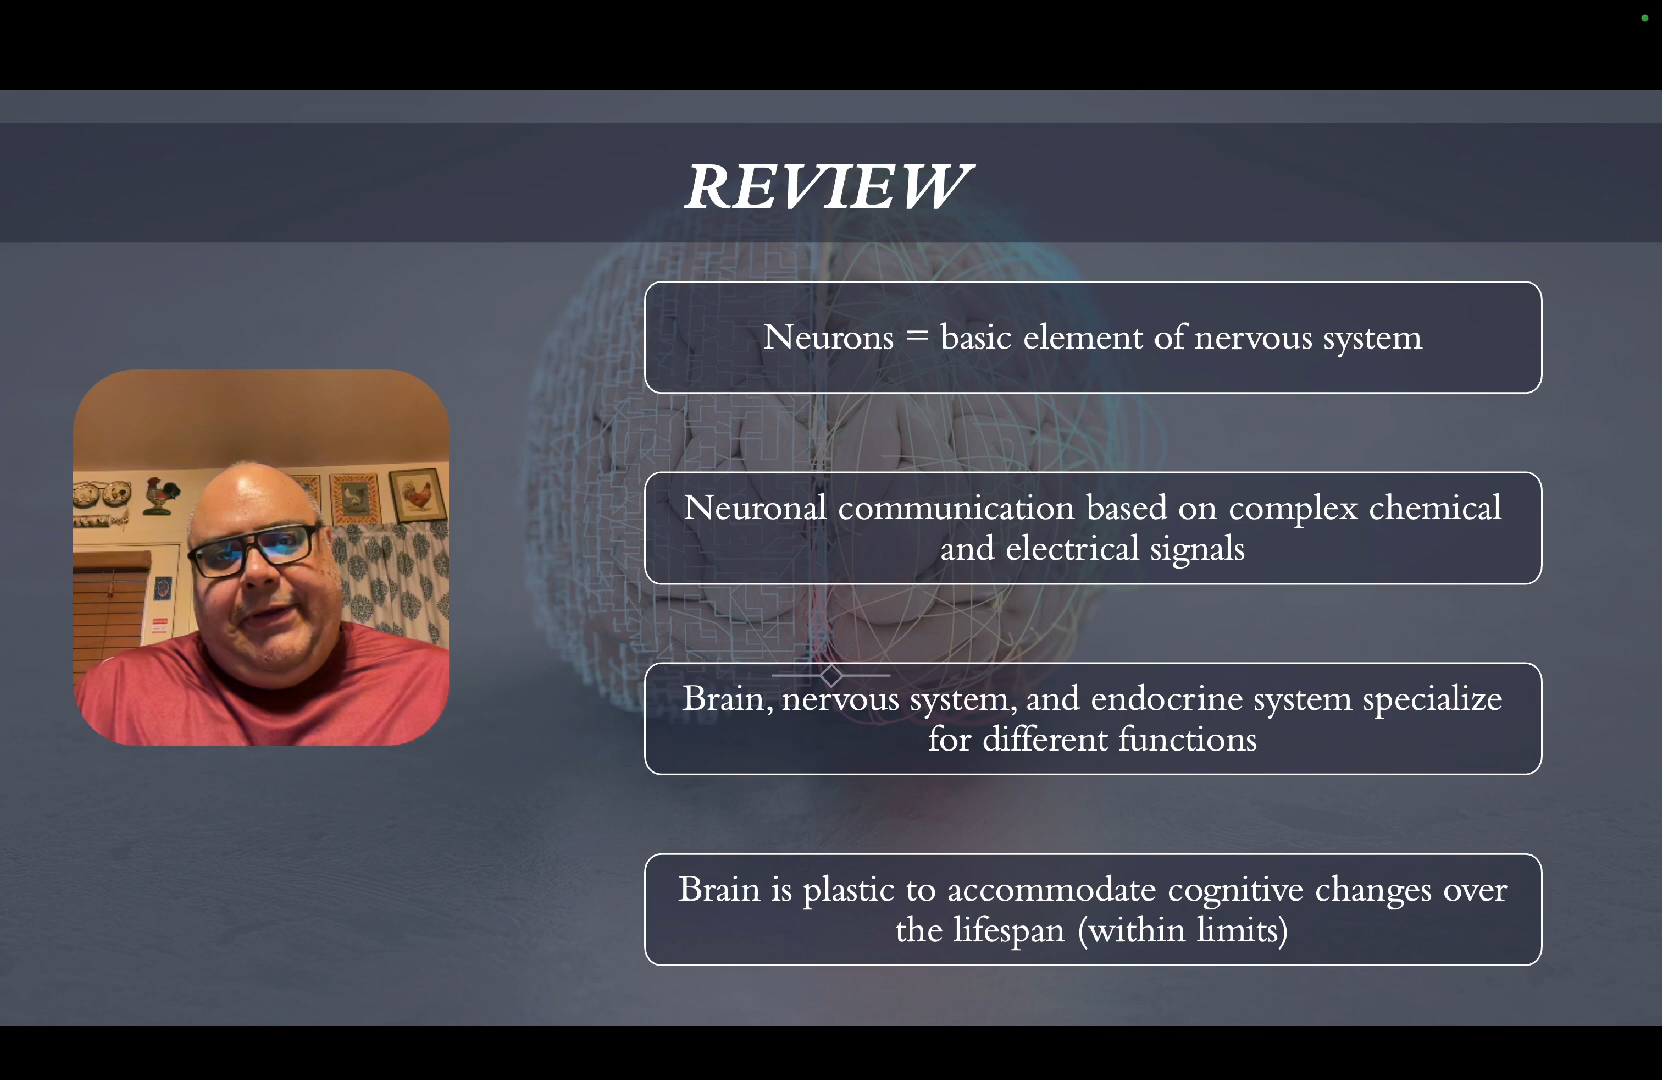 REVIEW
Neurons = basic element of nervous system
Neuronal communication based on complex chemical
and electrical signals
Brain, nervous system, and endocrine system specialize
for different functions
Brain is plastic to accommodate cognitive changes over
the lifespan (within limits)